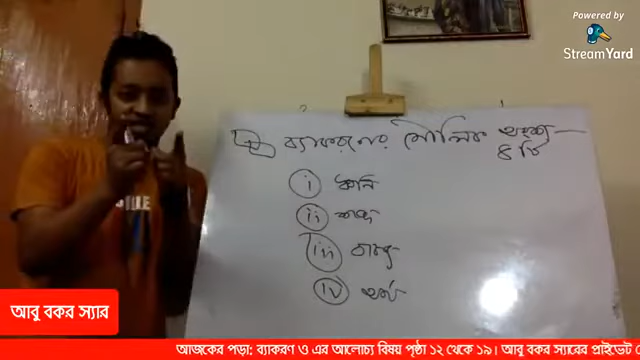 Powered by
StreamYard
ব্যাকরণের মৌলিক অংশ —
৪ টি
i ধ্বনি
ii শব্দ
iii বাক্য
iv অর্থ
আবু বকর স্যার
আজকের পড়া: ব্যাকরণ ও এর আলোচ্য বিষয় পৃষ্ঠা ১২ থেকে ১৯। আবু বকর স্যারের প্রাইভেট